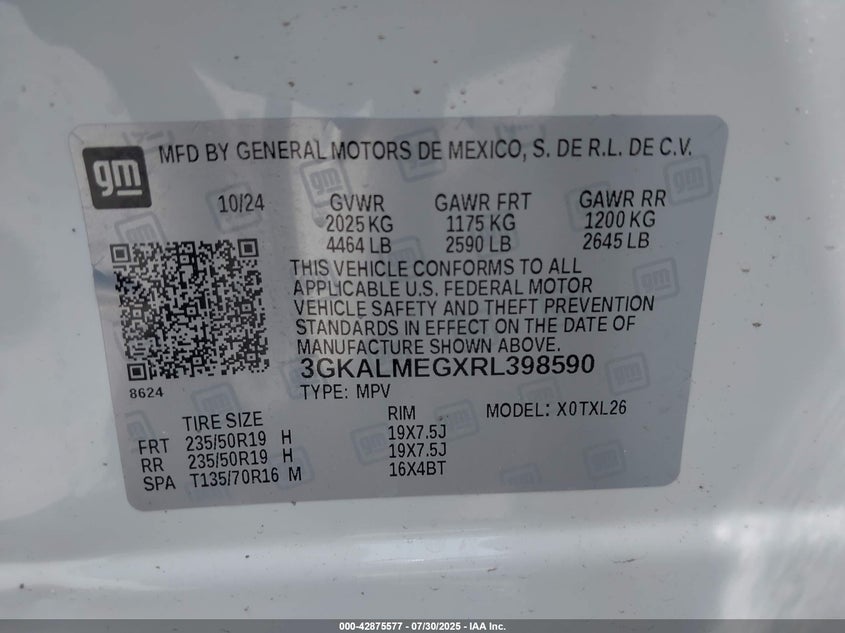 gm MFD BY GENERAL MOTORS DE MEXICO, S. DE R.L. DE C.V.
10/24 GVWR GAWR FRT GAWR RR
2025 KG 1175 KG 1200 KG
4464 LB 2590 LB 2645 LB
THIS VEHICLE CONFORMS TO ALL
APPLICABLE U.S. FEDERAL MOTOR
VEHICLE SAFETY AND THEFT PREVENTION
STANDARDS IN EFFECT ON THE DATE OF
MANUFACTURE SHOWN ABOVE.
3GKALMEGXRL398590
8624 TYPE: MPV
TIRE SIZE RIM MODEL: X0TXL26
FRT 235/50R19 H 19X7.5J
RR 235/50R19 H 19X7.5J
SPA T135/70R16 M 16X4BT
000-42875577 - 07/30/2025 - IAA Inc.